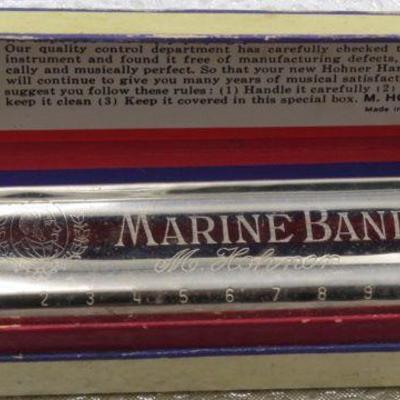 Our quality control department has carefully checked
instrument and found it free of manufacturing defects,
cally and musically perfect. So that your new Hohner Har
will continue to give you many years of musical satisfact
suggest you follow these rules: (1) Handle it carefully (2)
keep it clean (3) Keep it covered in this special box. M. HO
Made in
MARINE BAND
M. Hohner
2 3 4 5 6 7 8 9